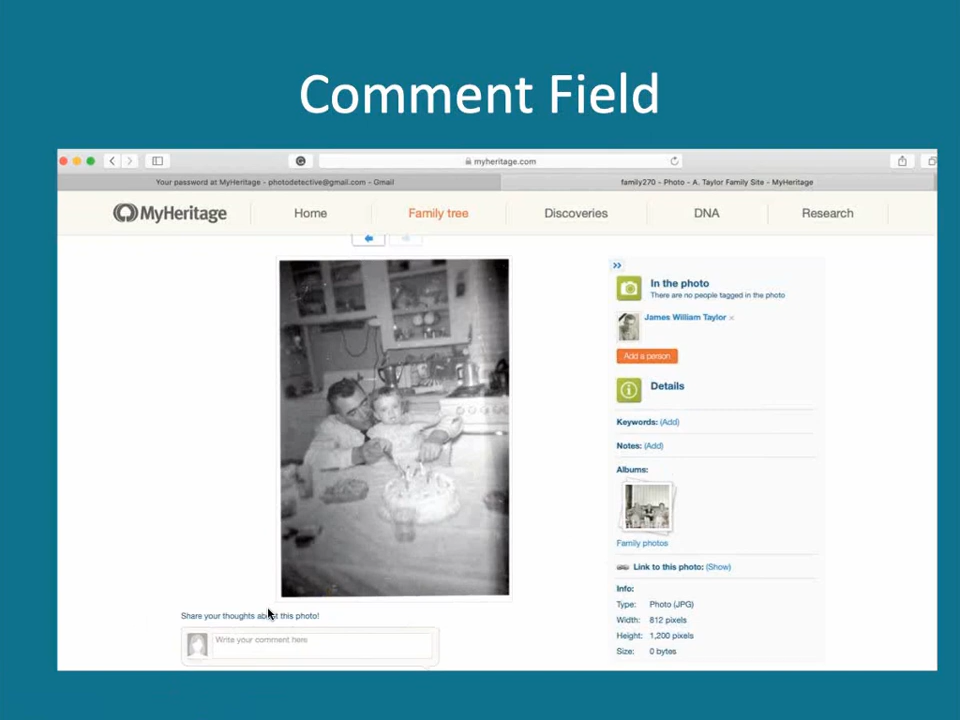 Comment Field
myheritage.com
Your password at MyHeritage - photodetective@gmail.com - Gmail
family270 - Photo - A. Taylor Family Site - MyHeritage
MyHeritage
Home
Family tree
Discoveries
DNA
Research
In the photo
There are no people tagged in the photo
James William Taylor ×
Add a person
Details
Keywords: (Add)
Notes: (Add)
Albums:
Family photos
Link to this photo: (Show)
Info:
Type: Photo (JPG)
Width: 812 pixels
Height: 1,200 pixels
Size: 0 bytes
Share your thoughts about this photo!
Write your comment here